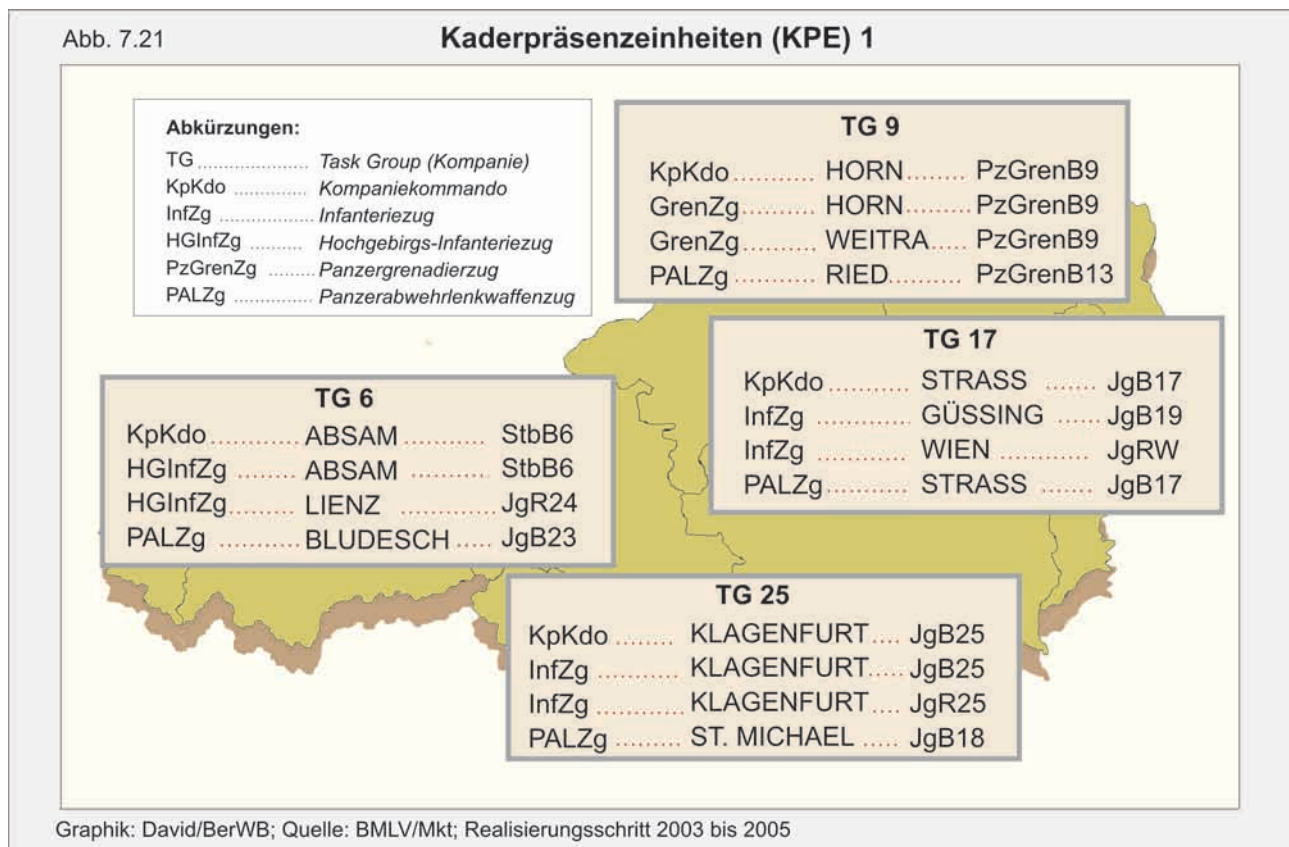 Abb. 7.21
Kaderpräsenzeinheiten (KPE) 1
Abkürzungen:
TG ...................... Task Group (Kompanie)
KpKdo ............... Kompaniekommando
InfZg .................. Infanteriezug
HGInfZg ............ Hochgebirgs-Infanteriezug
PzGrenZg ......... Panzergrenadierzug
PALZg ............... Panzerabwehrlenkwaffenzug
TG 9
KpKdo ......... HORN ....... PzGrenB9
GrenZg ........ HORN ...... PzGrenB9
GrenZg ........ WEITRA ..... PzGrenB9
PALZg ......... RIED ........ PzGrenB13
TG 17
KpKdo .......... STRASS ...... JgB17
InfZg ............ GÜSSING ...... JgB19
InfZg ............ WIEN ............ JgRW
PALZg .......... STRASS ...... JgB17
TG 6
KpKdo ......... ABSAM .......... StbB6
HGInfZg ....... ABSAM ......... StbB6
HGInfZg ....... LIENZ ........... JgR24
PALZg ......... BLUDESCH ..... JgB23
TG 25
KpKdo ........ KLAGENFURT .... JgB25
InfZg .......... KLAGENFURT .... JgB25
InfZg .......... KLAGENFURT .... JgR25
PALZg ........ ST. MICHAEL ..... JgB18
Graphik: David/BerWB; Quelle: BMLV/Mkt; Realisierungsschritt 2003 bis 2005